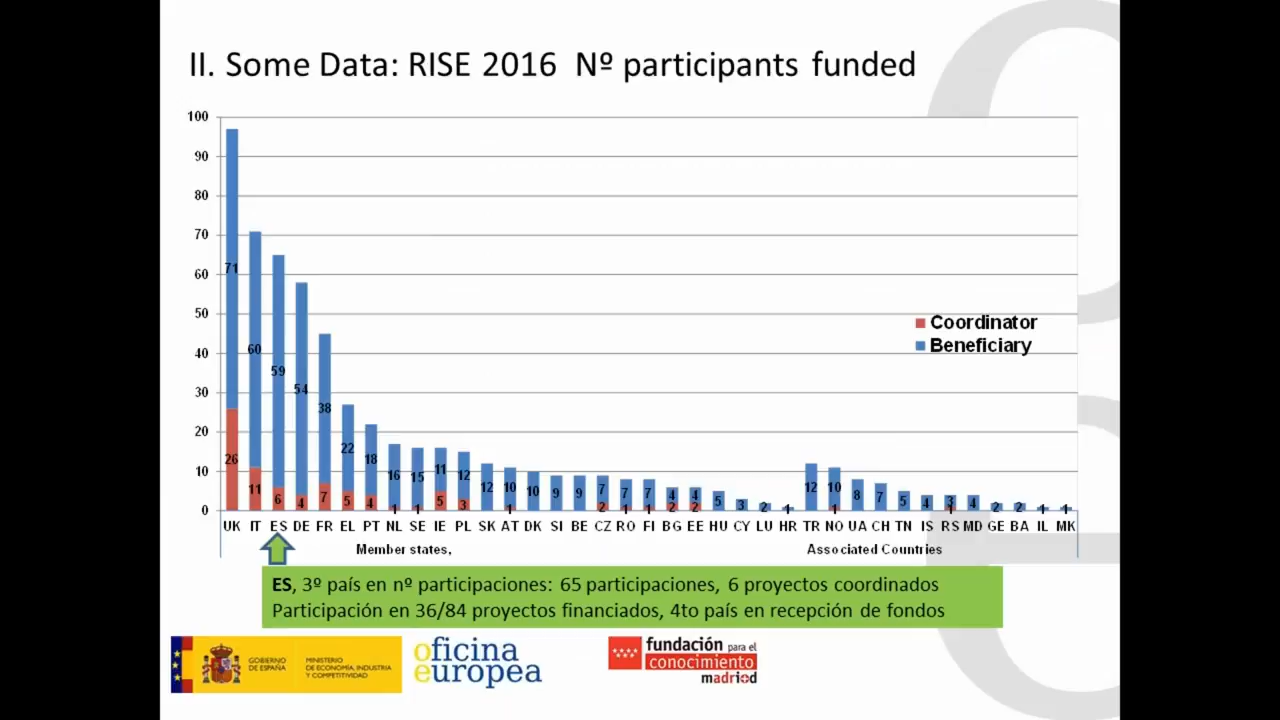 II. Some Data: RISE 2016 Nº participants funded
100
90
80
70
60
50
40
30
20
10
0
71 60 59 54 38 22 18 16 15 11 12 12 10 10 9 9 7 7 7 4 4 5 3 2 1 12 10 8 7 5 4 3 4 2 2 1 1
26 11 6 4 7 5 4 1 1 5 3 1 2 1 1 2 2 1 1
Coordinator
Beneficiary
UK IT ES DE FR EL PT NL SE IE PL SK AT DK SI BE CZ RO FI BG EE HU CY LU HR TR NO UA CH TN IS RS MD GE BA IL MK
Member states, Associated Countries
ES, 3º país en nº participaciones: 65 participaciones, 6 proyectos coordinados
Participación en 36/84 proyectos financiados, 4to país en recepción de fondos
GOBIERNO
DE ESPAÑA
MINISTERIO
DE ECONOMÍA, INDUSTRIA
Y COMPETITIVIDAD
oficina
europea
fundación para el
conocimiento
madri+d